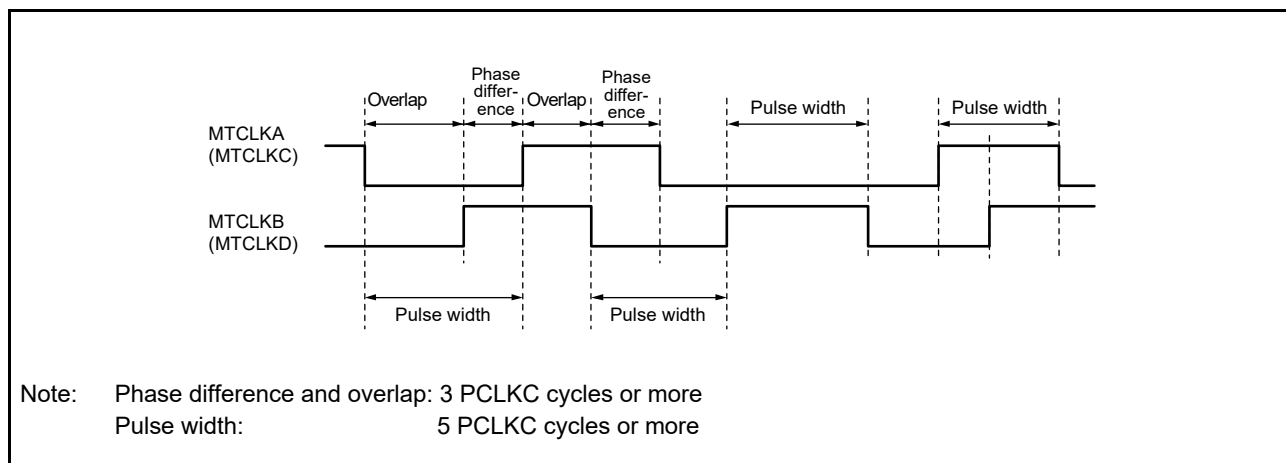 Phase
differ-
ence
Phase
differ-
ence
Overlap
Overlap
Pulse width
Pulse width
MTCLKA
(MTCLKC)
MTCLKB
(MTCLKD)
Pulse width
Pulse width
Note: Phase difference and overlap: 3 PCLKC cycles or more
Pulse width: 5 PCLKC cycles or more